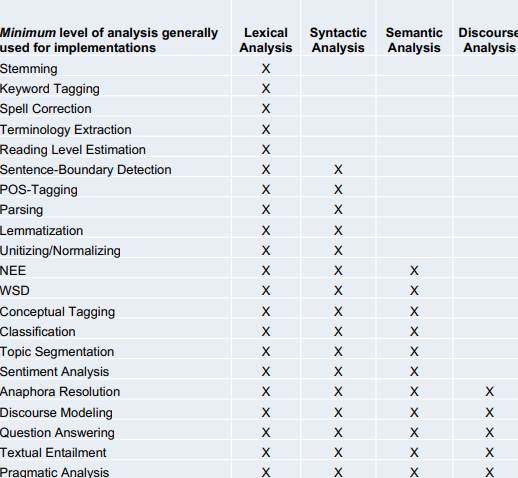 Minimum level of analysis generally used for implementations Lexical Analysis Syntactic Analysis Semantic Analysis Discourse Analysis
Stemming X
Keyword Tagging X
Spell Correction X
Terminology Extraction X
Reading Level Estimation X
Sentence-Boundary Detection X X
POS-Tagging X X
Parsing X X
Lemmatization X X
Unitizing/Normalizing X X
NEE X X X
WSD X X X
Conceptual Tagging X X X
Classification X X X
Topic Segmentation X X X
Sentiment Analysis X X X
Anaphora Resolution X X X X
Discourse Modeling X X X X
Question Answering X X X X
Textual Entailment X X X X
Pragmatic Analysis X X X X